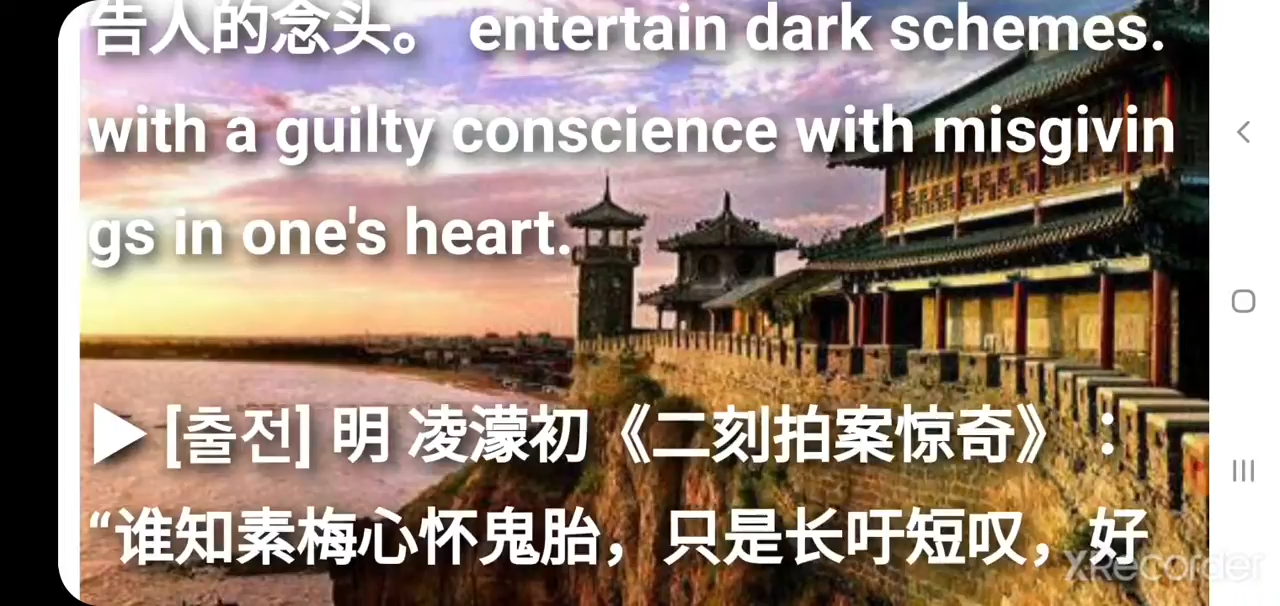 告人的念头。 entertain dark schemes.
with a guilty conscience with misgivin
gs in one's heart.
▶ [출전] 明 凌濛初《二刻拍案惊奇》：
“谁知素梅心怀鬼胎，只是长吁短叹，好
XRecorder